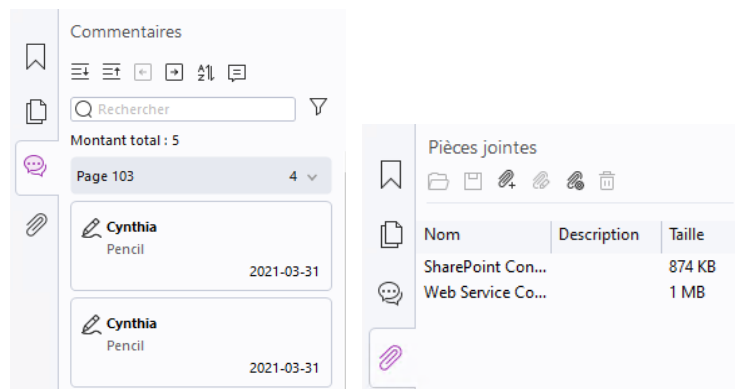 Commentaires
Rechercher
Montant total : 5
Page 103 4
Cynthia
Pencil
2021-03-31
Cynthia
Pencil
2021-03-31
Pièces jointes
Nom Description Taille
SharePoint Con... 874 KB
Web Service Co... 1 MB